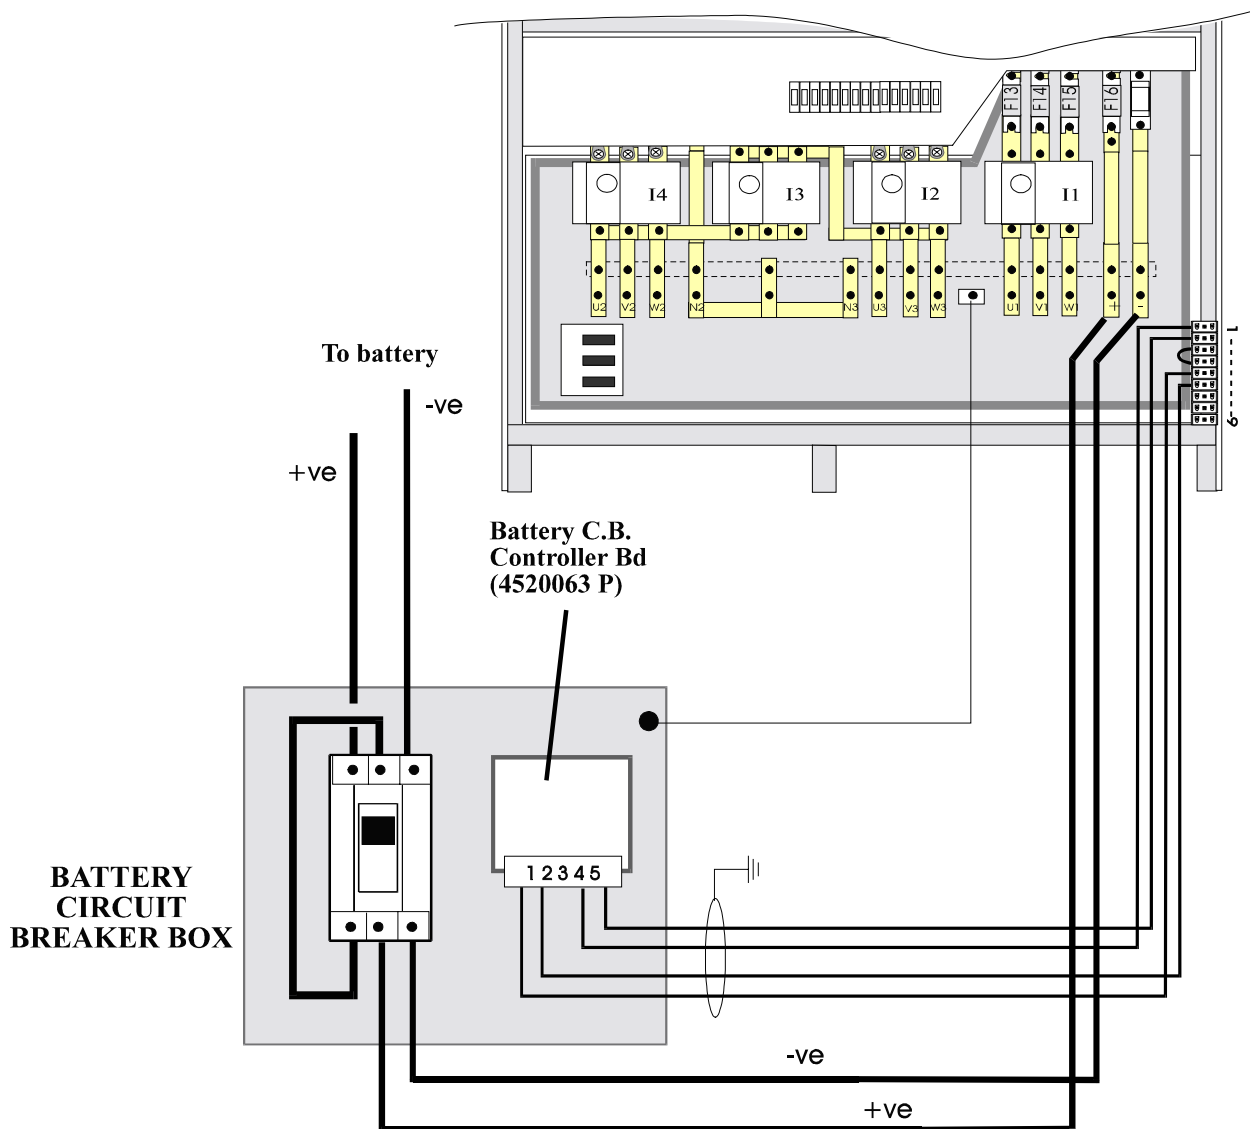 F13
F14
F15
F16
I4
I3
I2
I1
U2
V2
W2
N2
N3
U3
V3
W3
U1
V1
W1
+
-
1
9
To battery
-ve
+ve
Battery C.B.
Controller Bd
(4520063 P)
1 2 3 4 5
BATTERY
CIRCUIT
BREAKER BOX
-ve
+ve